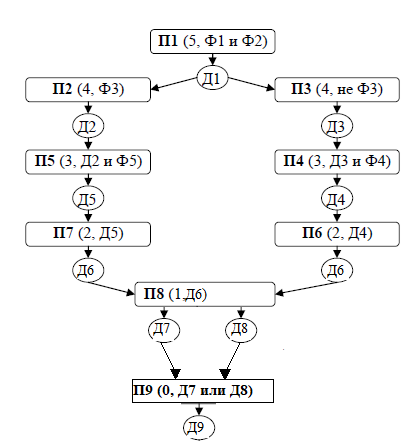 П1 (5, Ф1 и Ф2)
Д1
П2 (4, Ф3)
П3 (4, не Ф3)
Д2
Д3
П5 (3, Д2 и Ф5)
П4 (3, Д3 и Ф4)
Д5
Д4
П7 (2, Д5)
П6 (2, Д4)
Д6
Д6
П8 (1,Д6)
Д7
Д8
П9 (0, Д7 или Д8)
Д9